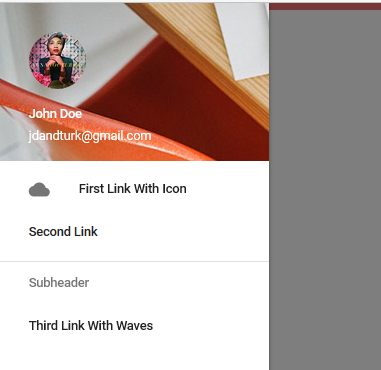 John Doe
jdandturk@gmail.com
First Link With Icon
Second Link
Subheader
Third Link With Waves